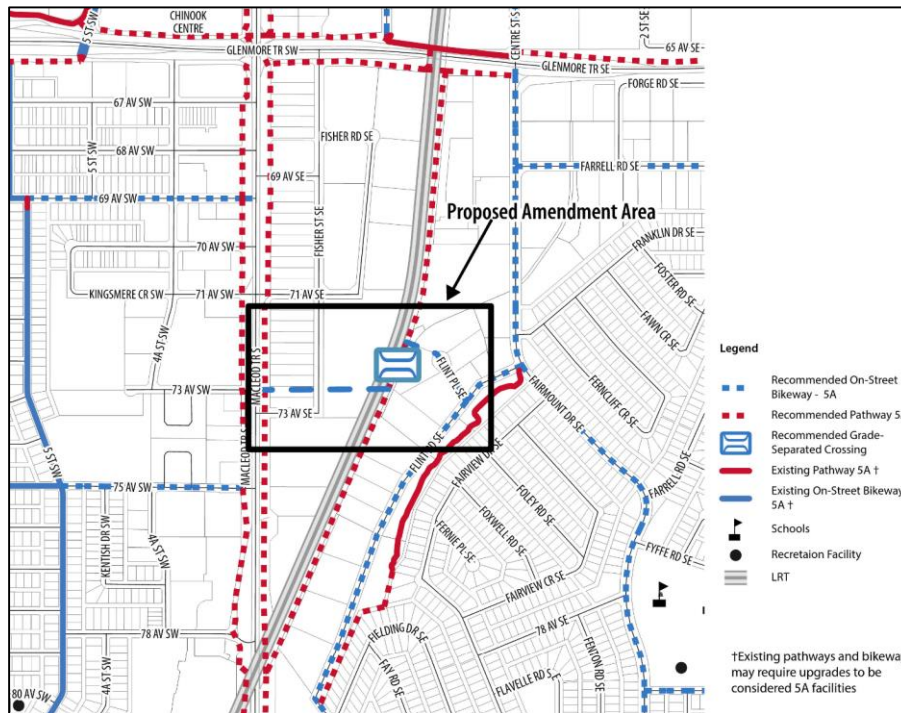 CHINOOK
CENTRE
5 ST SW
GLENMORE TR SW
CENTRE ST S
2 ST SE
65 AV SE
GLENMORE TR SE
FORGE RD SE
67 AV SW
FISHER RD SE
68 AV SW
5 ST SW
69 AV SE
FARRELL RD SE
69 AV SW
FISHER ST SE
Proposed Amendment Area
FRANKLIN DR SE
70 AV SW
FOSTER RD SE
KINGSMERE CR SW
71 AV SW
71 AV SE
FAWN CR SE
4A ST SW
MACLEOD TR S
FLINT PL SE
73 AV SW
73 AV SE
FERNCLIFF CR SE
FAIRMOUNT DR SE
FLINT RD SE
FAIRVIEW DR SE
MACLEOD TR S
5 ST SW
75 AV SW
FARRELL RD SE
FOLEY RD SE
FOXWELL RD SE
KENTISH DR SW
4A ST SW
FERNIE PL SE
FYFFE RD SE
FAIRVIEW CR SE
78 AV SW
78 AV SE
FIELDING DR SE
FENTON RD SE
FAY RD SE
FLAVELLE RD SE
80 AV SW
4A ST SW
Legend
Recommended On-Street
Bikeway - 5A
Recommended Pathway 5
Recommended Grade-
Separated Crossing
Existing Pathway 5A †
Existing On-Street Bikeway
5A †
Schools
Recretaion Facility
LRT
†Existing pathways and bikewa
may require upgrades to be
considered 5A facilities